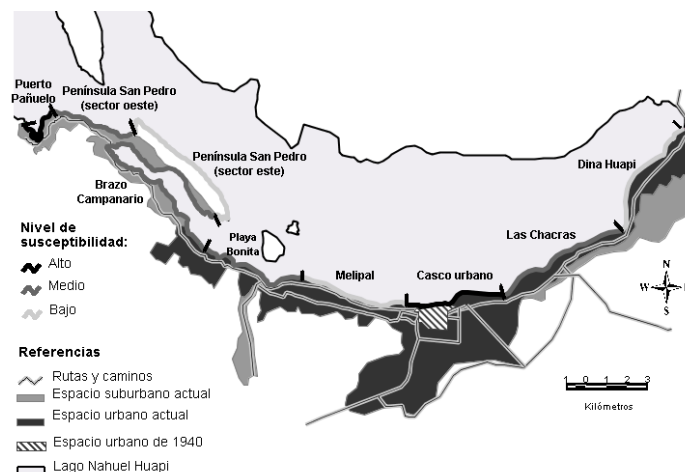 Puerto
Pañuelo
Península San Pedro
(sector oeste)
Península San Pedro
(sector este)
Dina Huapi
Brazo
Campanario
Nivel de
susceptibilidad:
Alto
Medio
Bajo
Playa
Bonita
Melipal
Casco urbano
Las Chacras
N
W
S
Referencias
Rutas y caminos
Espacio suburbano actual
Espacio urbano actual
Espacio urbano de 1940
Lago Nahuel Huapi
1 0 1 2 3
Kilómetros